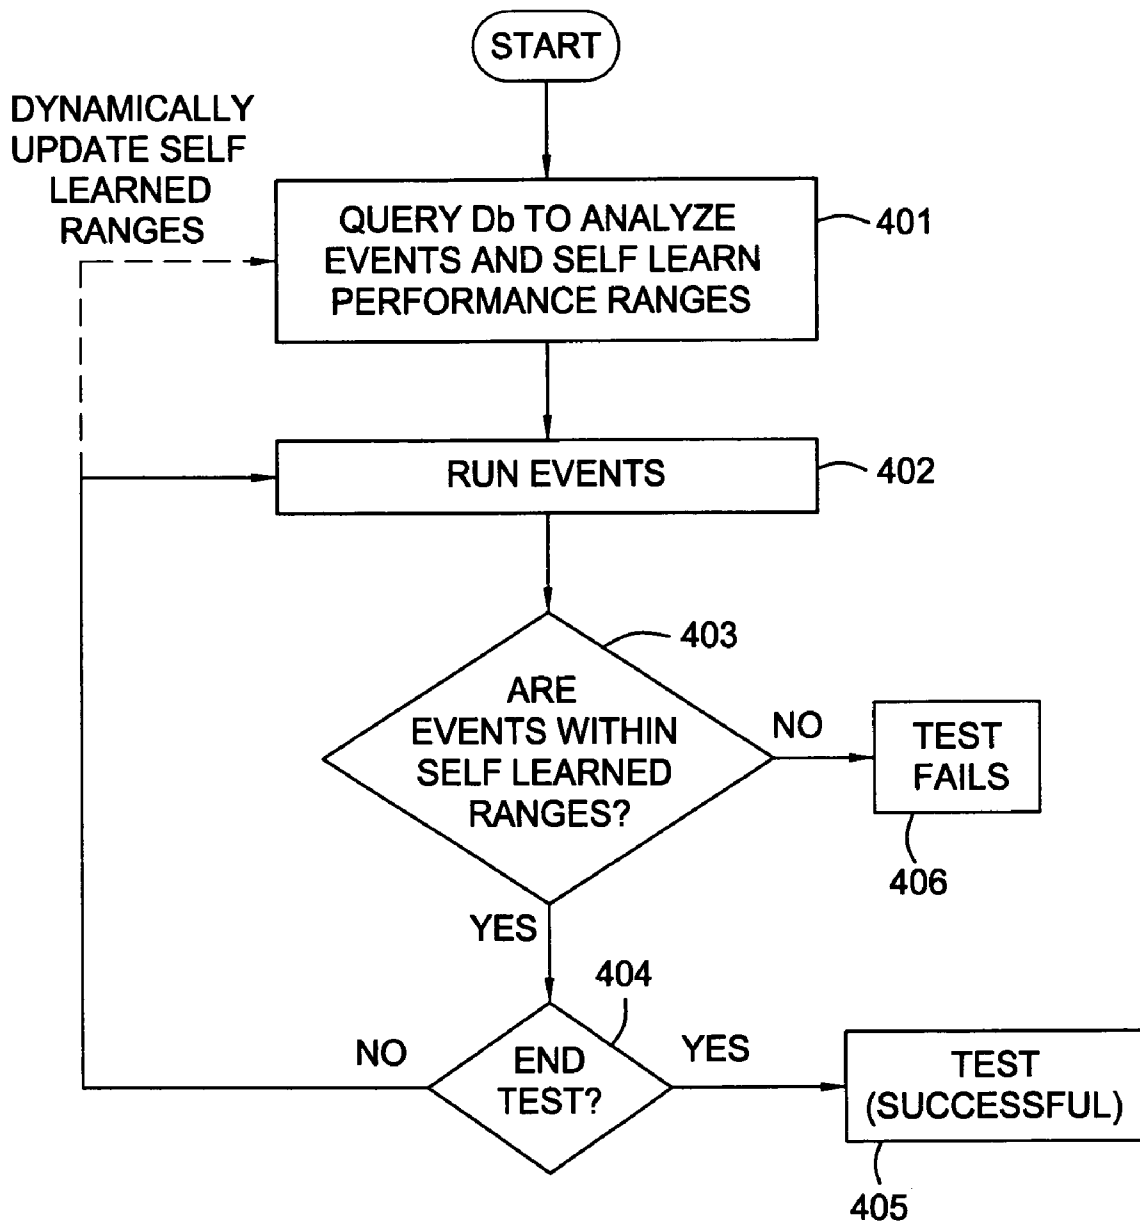 START
DYNAMICALLY
UPDATE SELF
LEARNED
RANGES
QUERY Db TO ANALYZE
EVENTS AND SELF LEARN
PERFORMANCE RANGES
401
RUN EVENTS
402
403
ARE
EVENTS WITHIN
SELF LEARNED
RANGES?
NO
TEST
FAILS
406
YES
404
NO
END
TEST?
YES
TEST
(SUCCESSFUL)
405